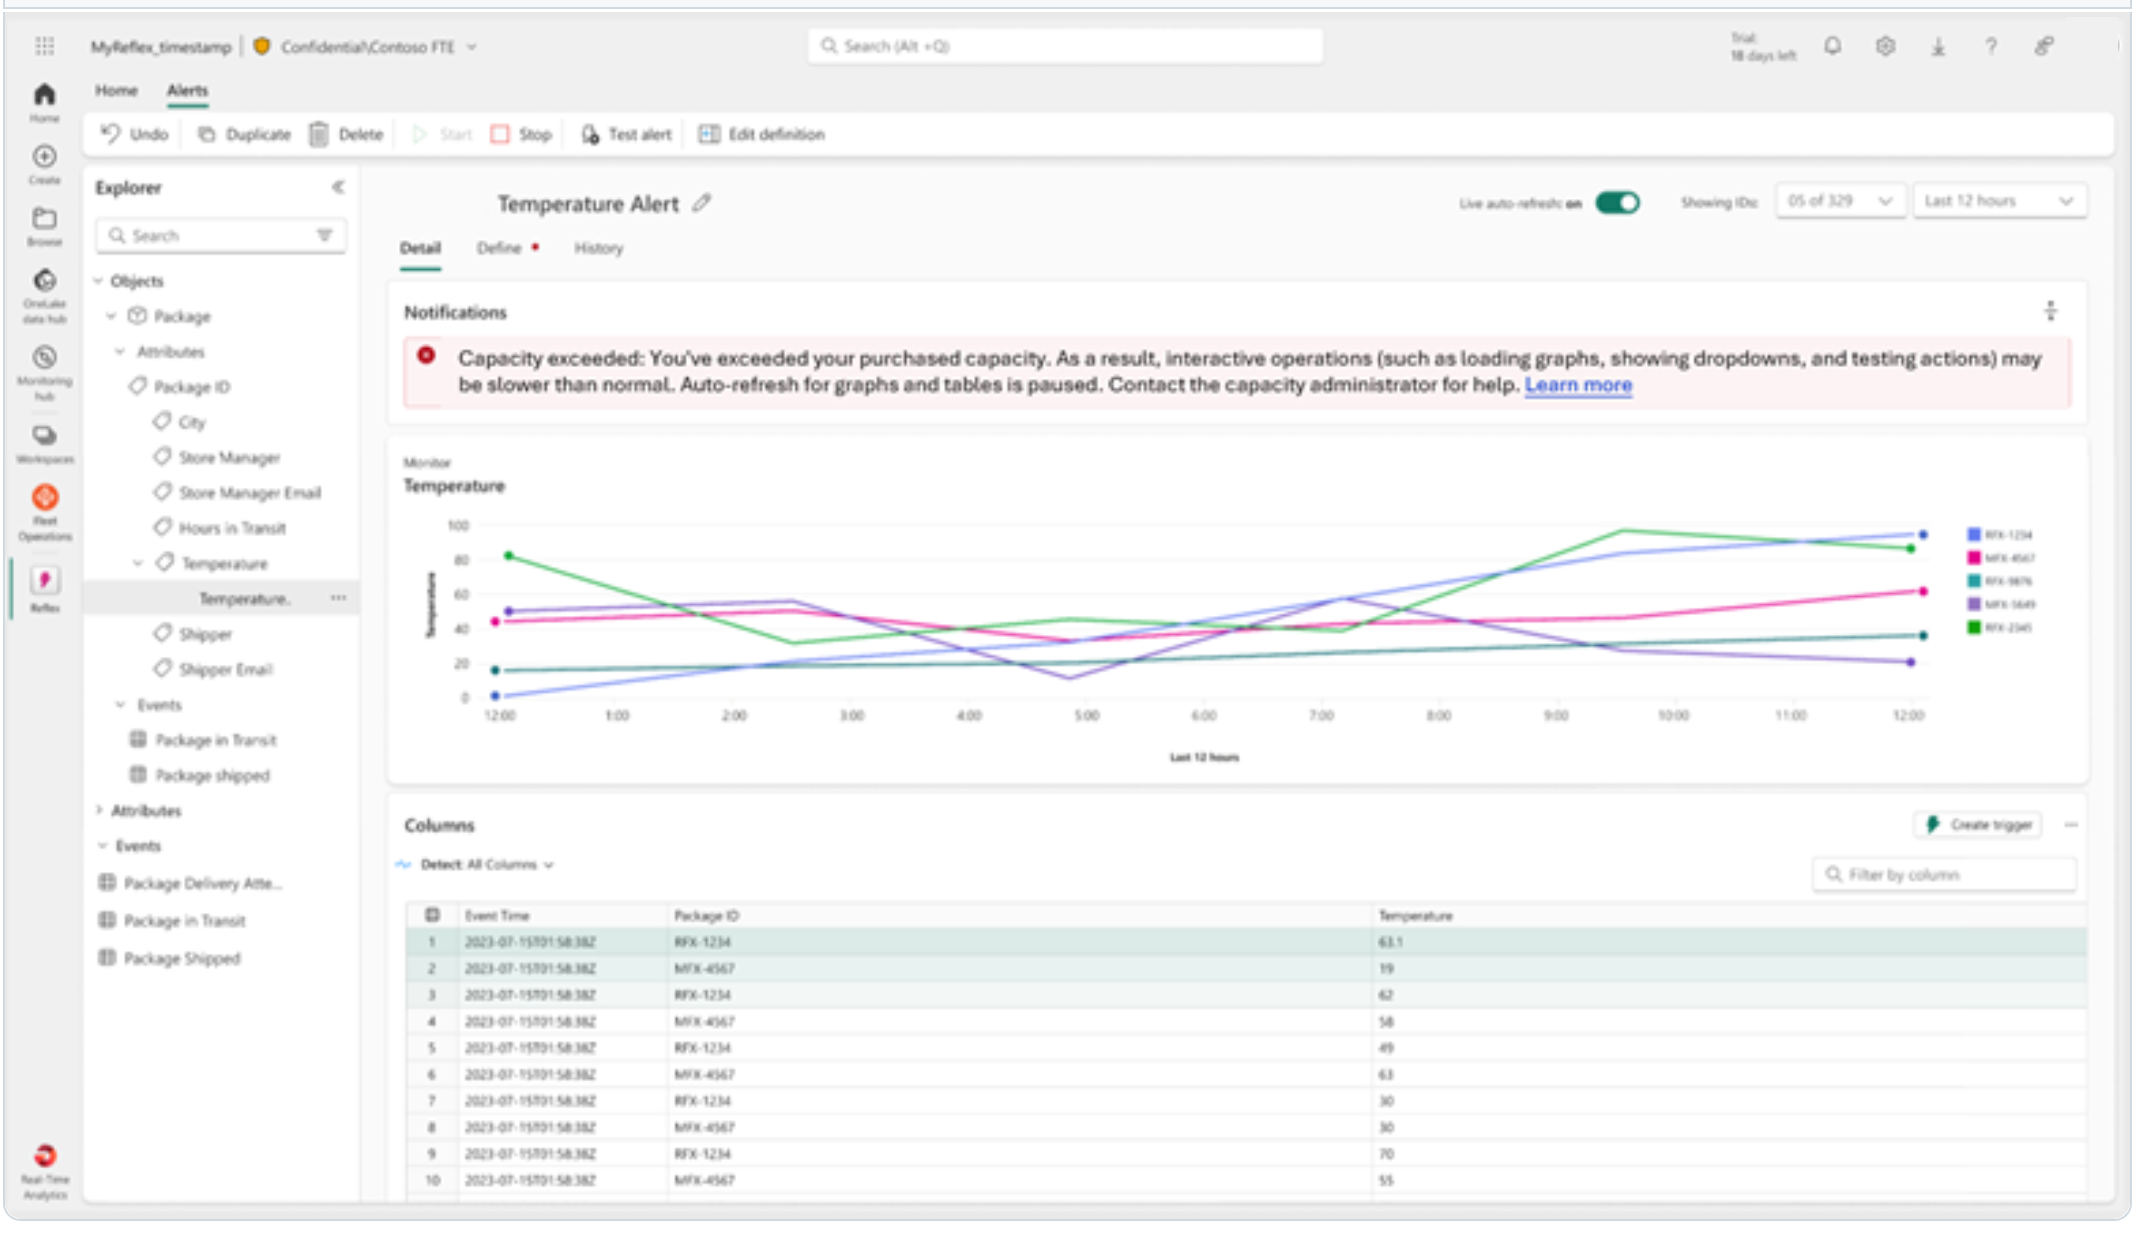 MyReflex_timestamp | Confidential\Contoso FTE
Search (Alt +Q)
Trial:
18 days left
Home
Alerts
Undo
Duplicate
Delete
Start
Stop
Test alert
Edit definition
Home
Create
Browse
OneLake
data hub
Monitoring
hub
Workspaces
Fleet
Operations
Reflex
Real-Time
Analytics
Explorer
Search
Objects
Package
Attributes
Package ID
City
Store Manager
Store Manager Email
Hours in Transit
Temperature
Temperature..
Shipper
Shipper Email
Events
Package in Transit
Package shipped
Attributes
Events
Package Delivery Atte...
Package in Transit
Package Shipped
Temperature Alert
Live auto-refresh: on
Showing IDs:
05 of 329
Last 12 hours
Detail
Define
History
Notifications
Capacity exceeded: You've exceeded your purchased capacity. As a result, interactive operations (such as loading graphs, showing dropdowns, and testing actions) may
be slower than normal. Auto-refresh for graphs and tables is paused. Contact the capacity administrator for help. Learn more
Monitor
Temperature
100
80
60
40
20
0
Temperature
12:00 1:00 2:00 3:00 4:00 5:00 6:00 7:00 8:00 9:00 10:00 11:00 12:00
Last 12 hours
RFX-1234
MFX-4567
RFX-9876
MFX-5649
RFX-2345
Columns
Create trigger
Detect: All Columns
Filter by column
Event Time Package ID Temperature
1 2023-07-15T01:58:38Z RFX-1234 63.1
2 2023-07-15T01:58:38Z MFX-4567 19
3 2023-07-15T01:58:38Z RFX-1234 62
4 2023-07-15T01:58:38Z MFX-4567 58
5 2023-07-15T01:58:38Z RFX-1234 49
6 2023-07-15T01:58:38Z MFX-4567 63
7 2023-07-15T01:58:38Z RFX-1234 30
8 2023-07-15T01:58:38Z MFX-4567 30
9 2023-07-15T01:58:38Z RFX-1234 70
10 2023-07-15T01:58:38Z MFX-4567 55